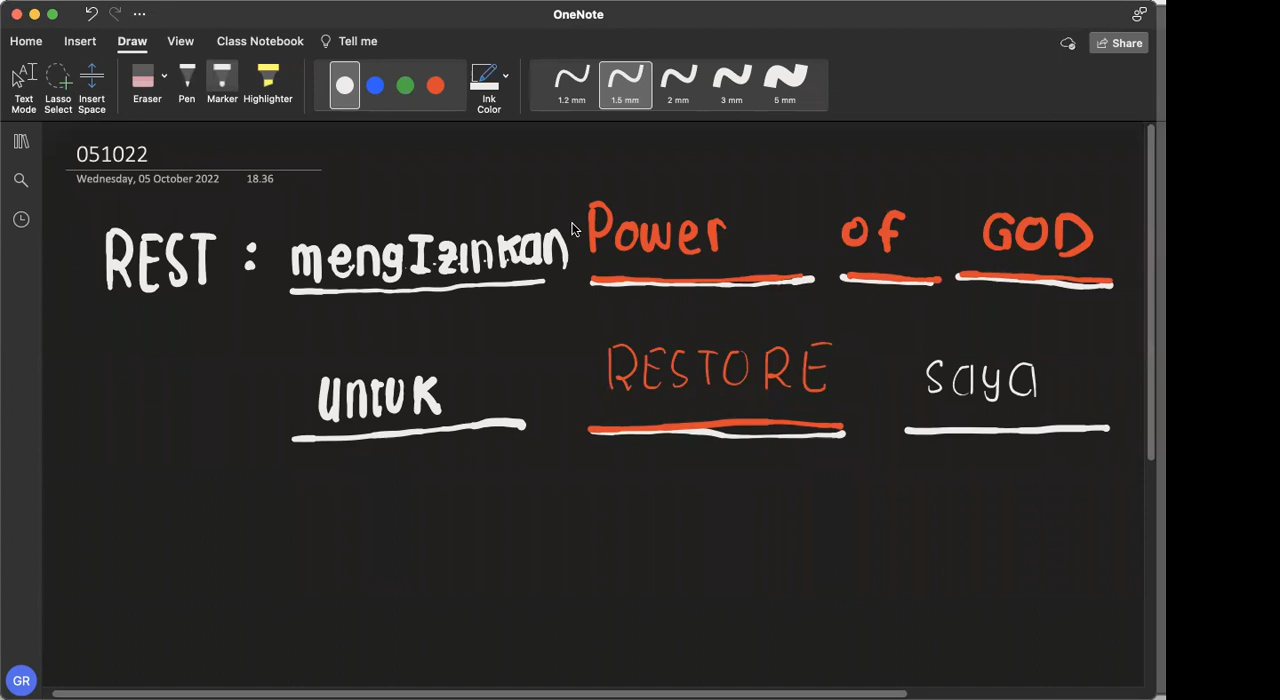 OneNote
Home Insert Draw View Class Notebook Tell me Share
Text Mode Lasso Select Insert Space Eraser Pen Marker Highlighter Ink Color 1.2 mm 1.5 mm 2 mm 3 mm 5 mm
051022
Wednesday, 05 October 2022 18.36
REST : mengIzinkan Power of GOD
untuk RESTORE saya
GR